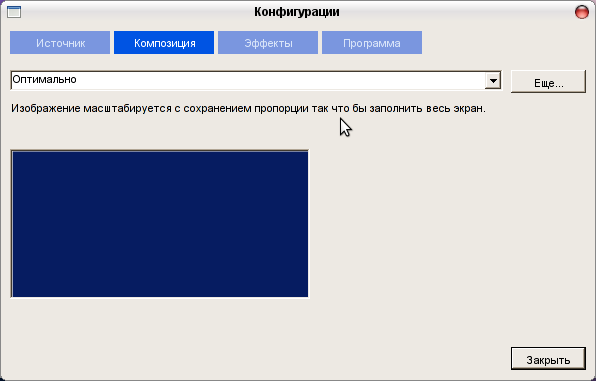 Конфигурации
Источник Композиция Эффекты Программа
Оптимально
Еще...
Изображение масштабируется с сохранением пропорции так что бы заполнить весь экран.
Закрыть